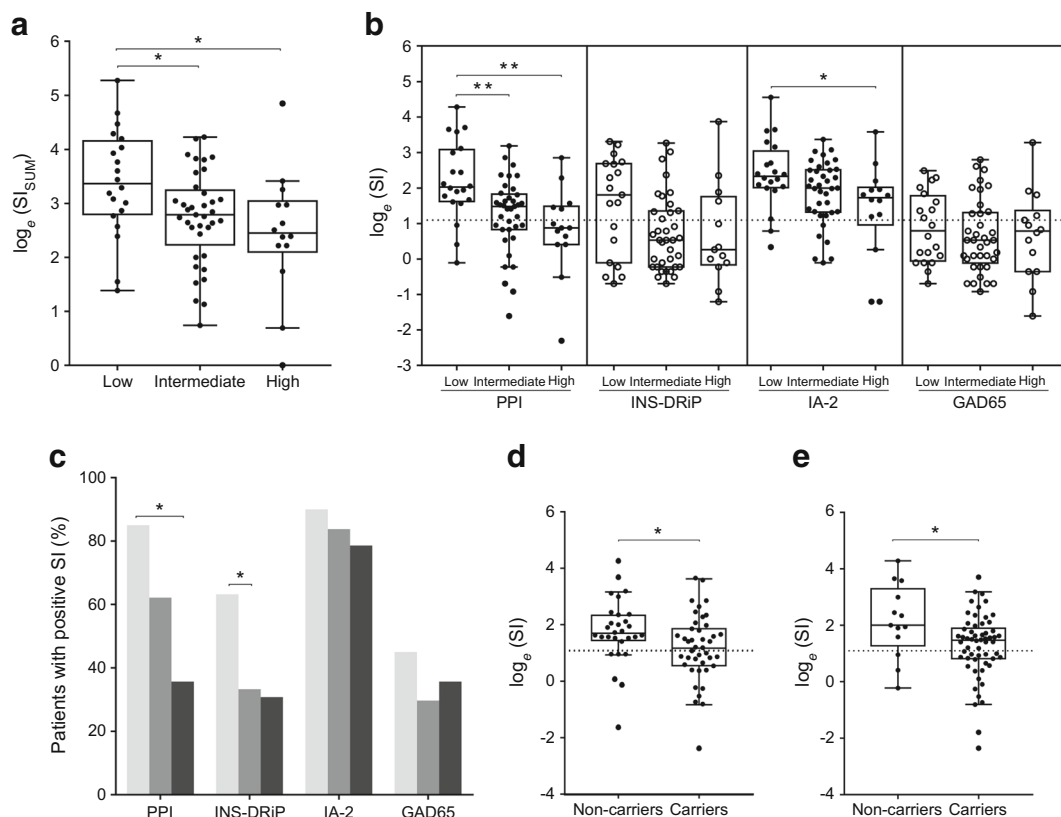 a
6
5
4
3
2
1
0
logₑ (SI_SUM)
*
*
Low Intermediate High
b
6
5
4
3
2
1
0
-1
-2
-3
logₑ (SI)
**
**
*
Low Intermediate High Low Intermediate High Low Intermediate High Low Intermediate High
PPI INS-DRiP IA-2 GAD65
c
100
80
60
40
20
0
Patients with positive SI (%)
*
*
PPI INS-DRiP IA-2 GAD65
d
6
4
2
0
-2
-4
logₑ (SI)
*
Non-carriers Carriers
e
6
4
2
0
-2
-4
logₑ (SI)
*
Non-carriers Carriers